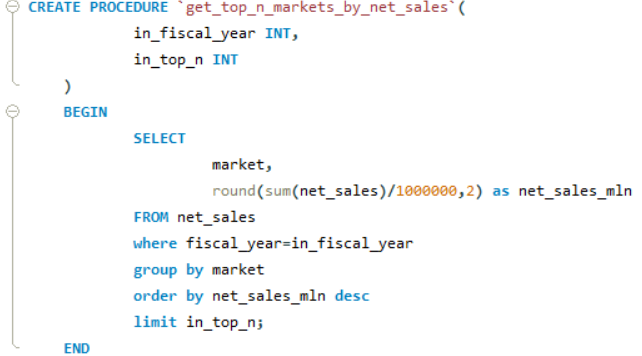 CREATE PROCEDURE `get_top_n_markets_by_net_sales`(
in_fiscal_year INT,
in_top_n INT
)
BEGIN
SELECT
market,
round(sum(net_sales)/1000000,2) as net_sales_mln
FROM net_sales
where fiscal_year=in_fiscal_year
group by market
order by net_sales_mln desc
limit in_top_n;
END